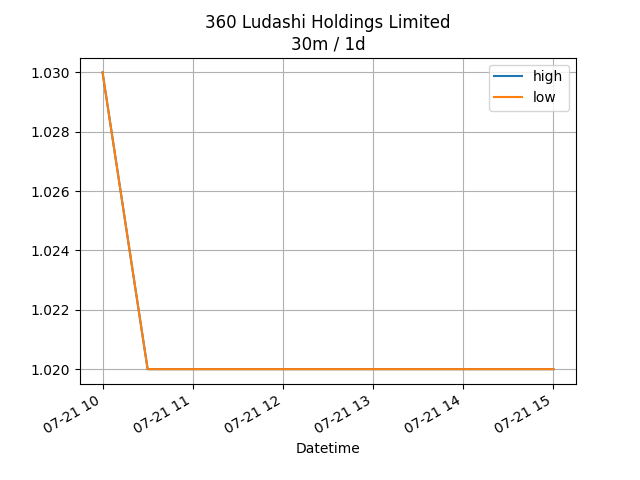 360 Ludashi Holdings Limited
30m / 1d
high
low
1.030
1.028
1.026
1.024
1.022
1.020
07-21 10
07-21 11
07-21 12
07-21 13
07-21 14
07-21 15
Datetime